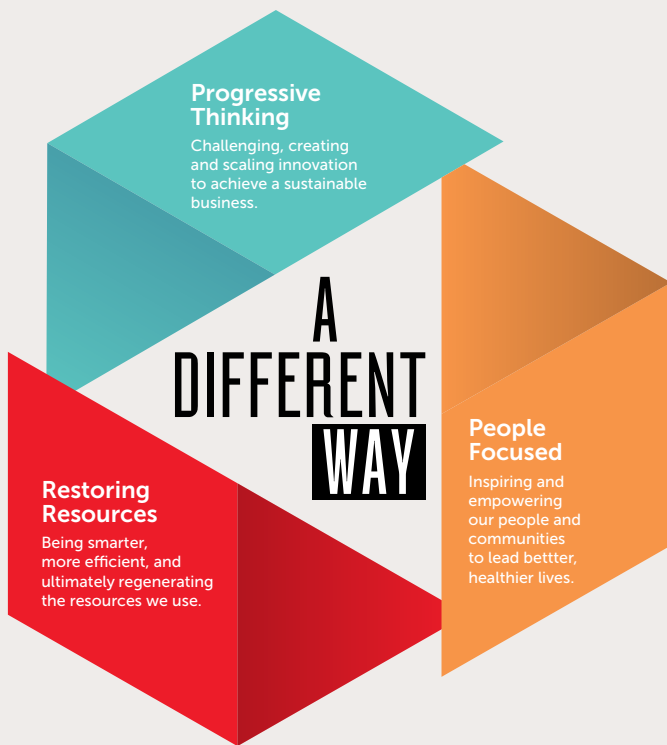 Progressive
Thinking
Challenging, creating
and scaling innovation
to achieve a sustainable
business.
A
DIFFERENT
WAY
People
Focused
Inspiring and
empowering
our people and
communities
to lead bettter,
healthier lives.
Restoring
Resources
Being smarter,
more efficient, and
ultimately regenerating
the resources we use.